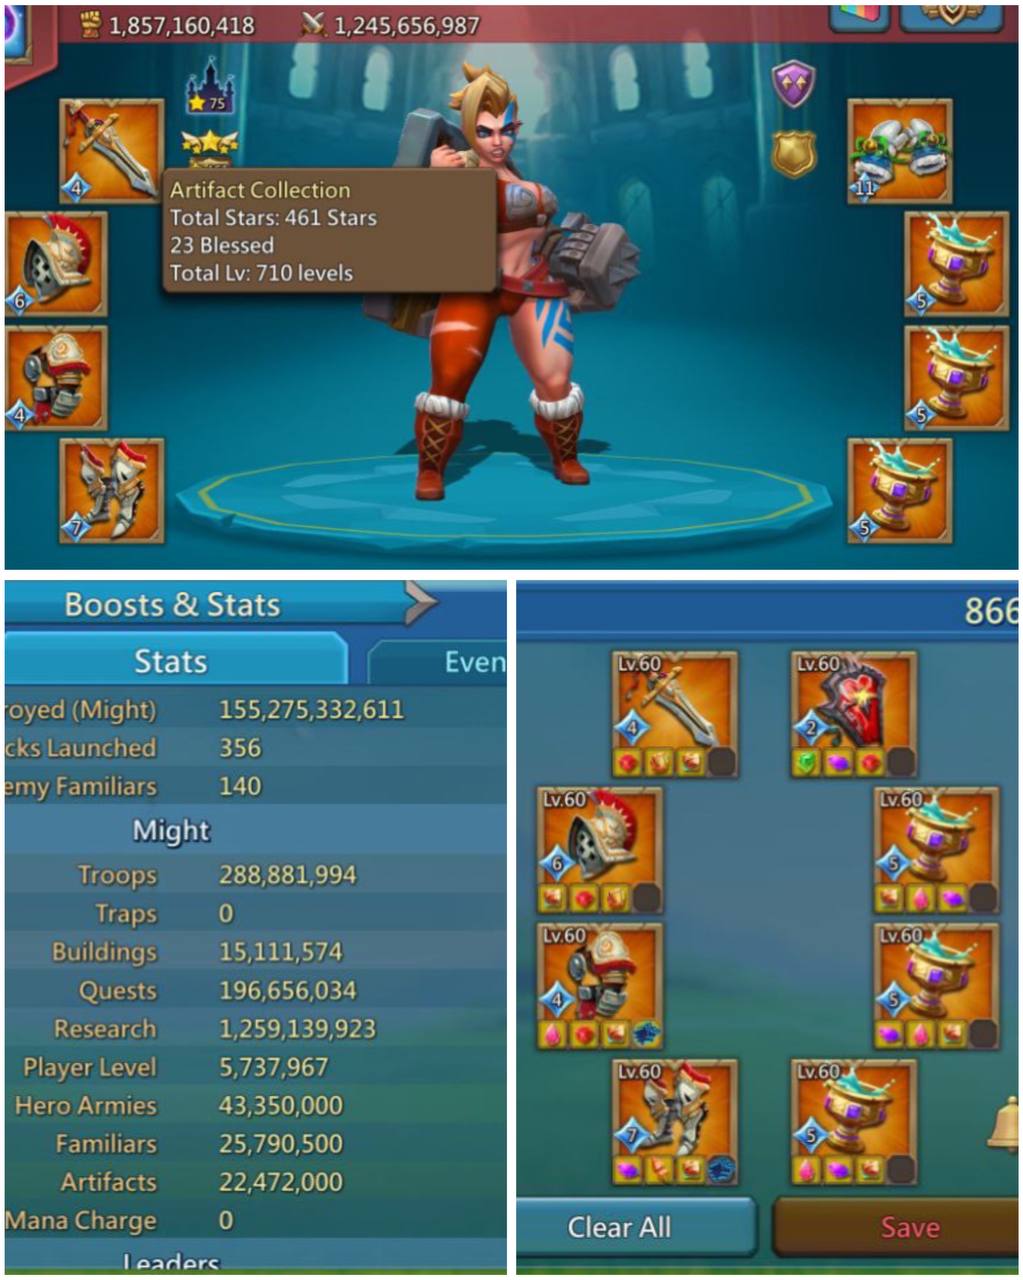 1,857,160,418 1,245,656,987
75
4
11
Artifact Collection
Total Stars: 461 Stars
23 Blessed
Total Lv: 710 levels
6
5
4
5
7
5
Boosts & Stats
Stats Even
royed (Might) 155,275,332,611
cks Launched 356
emy Familiars 140
Might
Troops 288,881,994
Traps 0
Buildings 15,111,574
Quests 196,656,034
Research 1,259,139,923
Player Level 5,737,967
Hero Armies 43,350,000
Familiars 25,790,500
Artifacts 22,472,000
Mana Charge 0
Leaders
866
Lv.60 Lv.60
4 2
Lv.60 Lv.60
6 5
Lv.60 Lv.60
4 5
Lv.60 Lv.60
7 5
Clear All Save